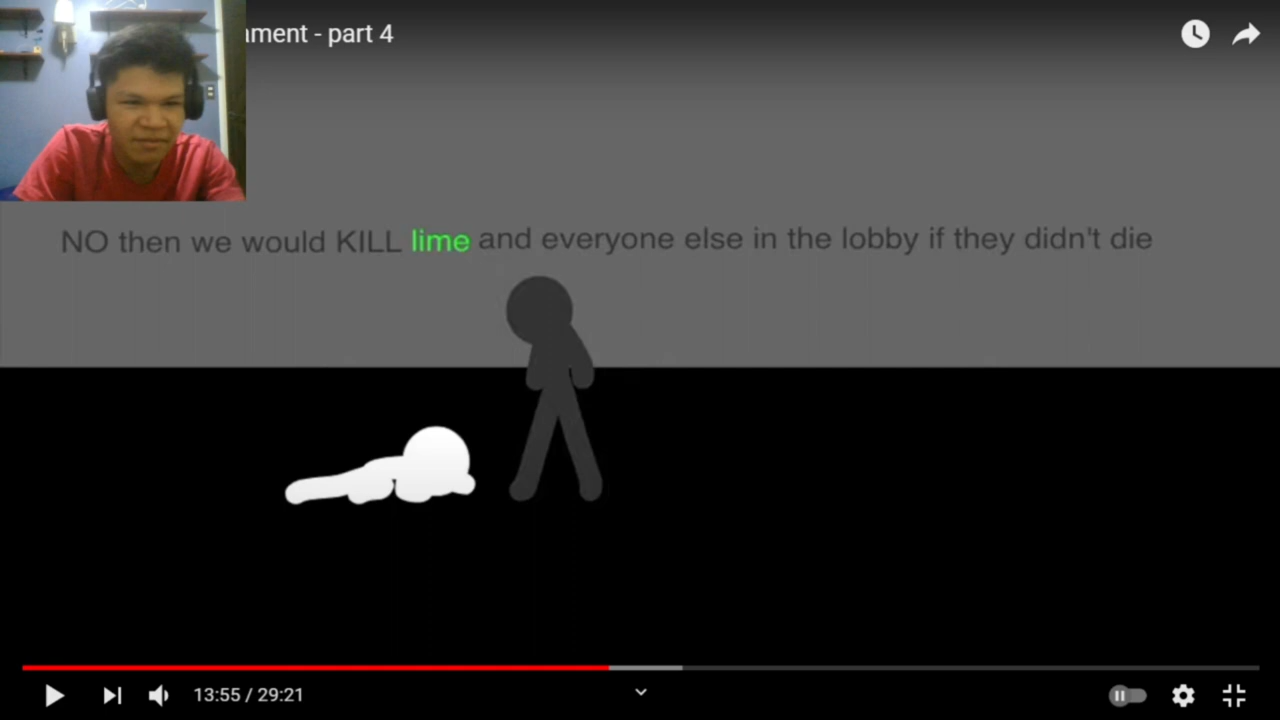 ament - part 4
NO then we would KILL lime and everyone else in the lobby if they didn't die
13:55 / 29:21